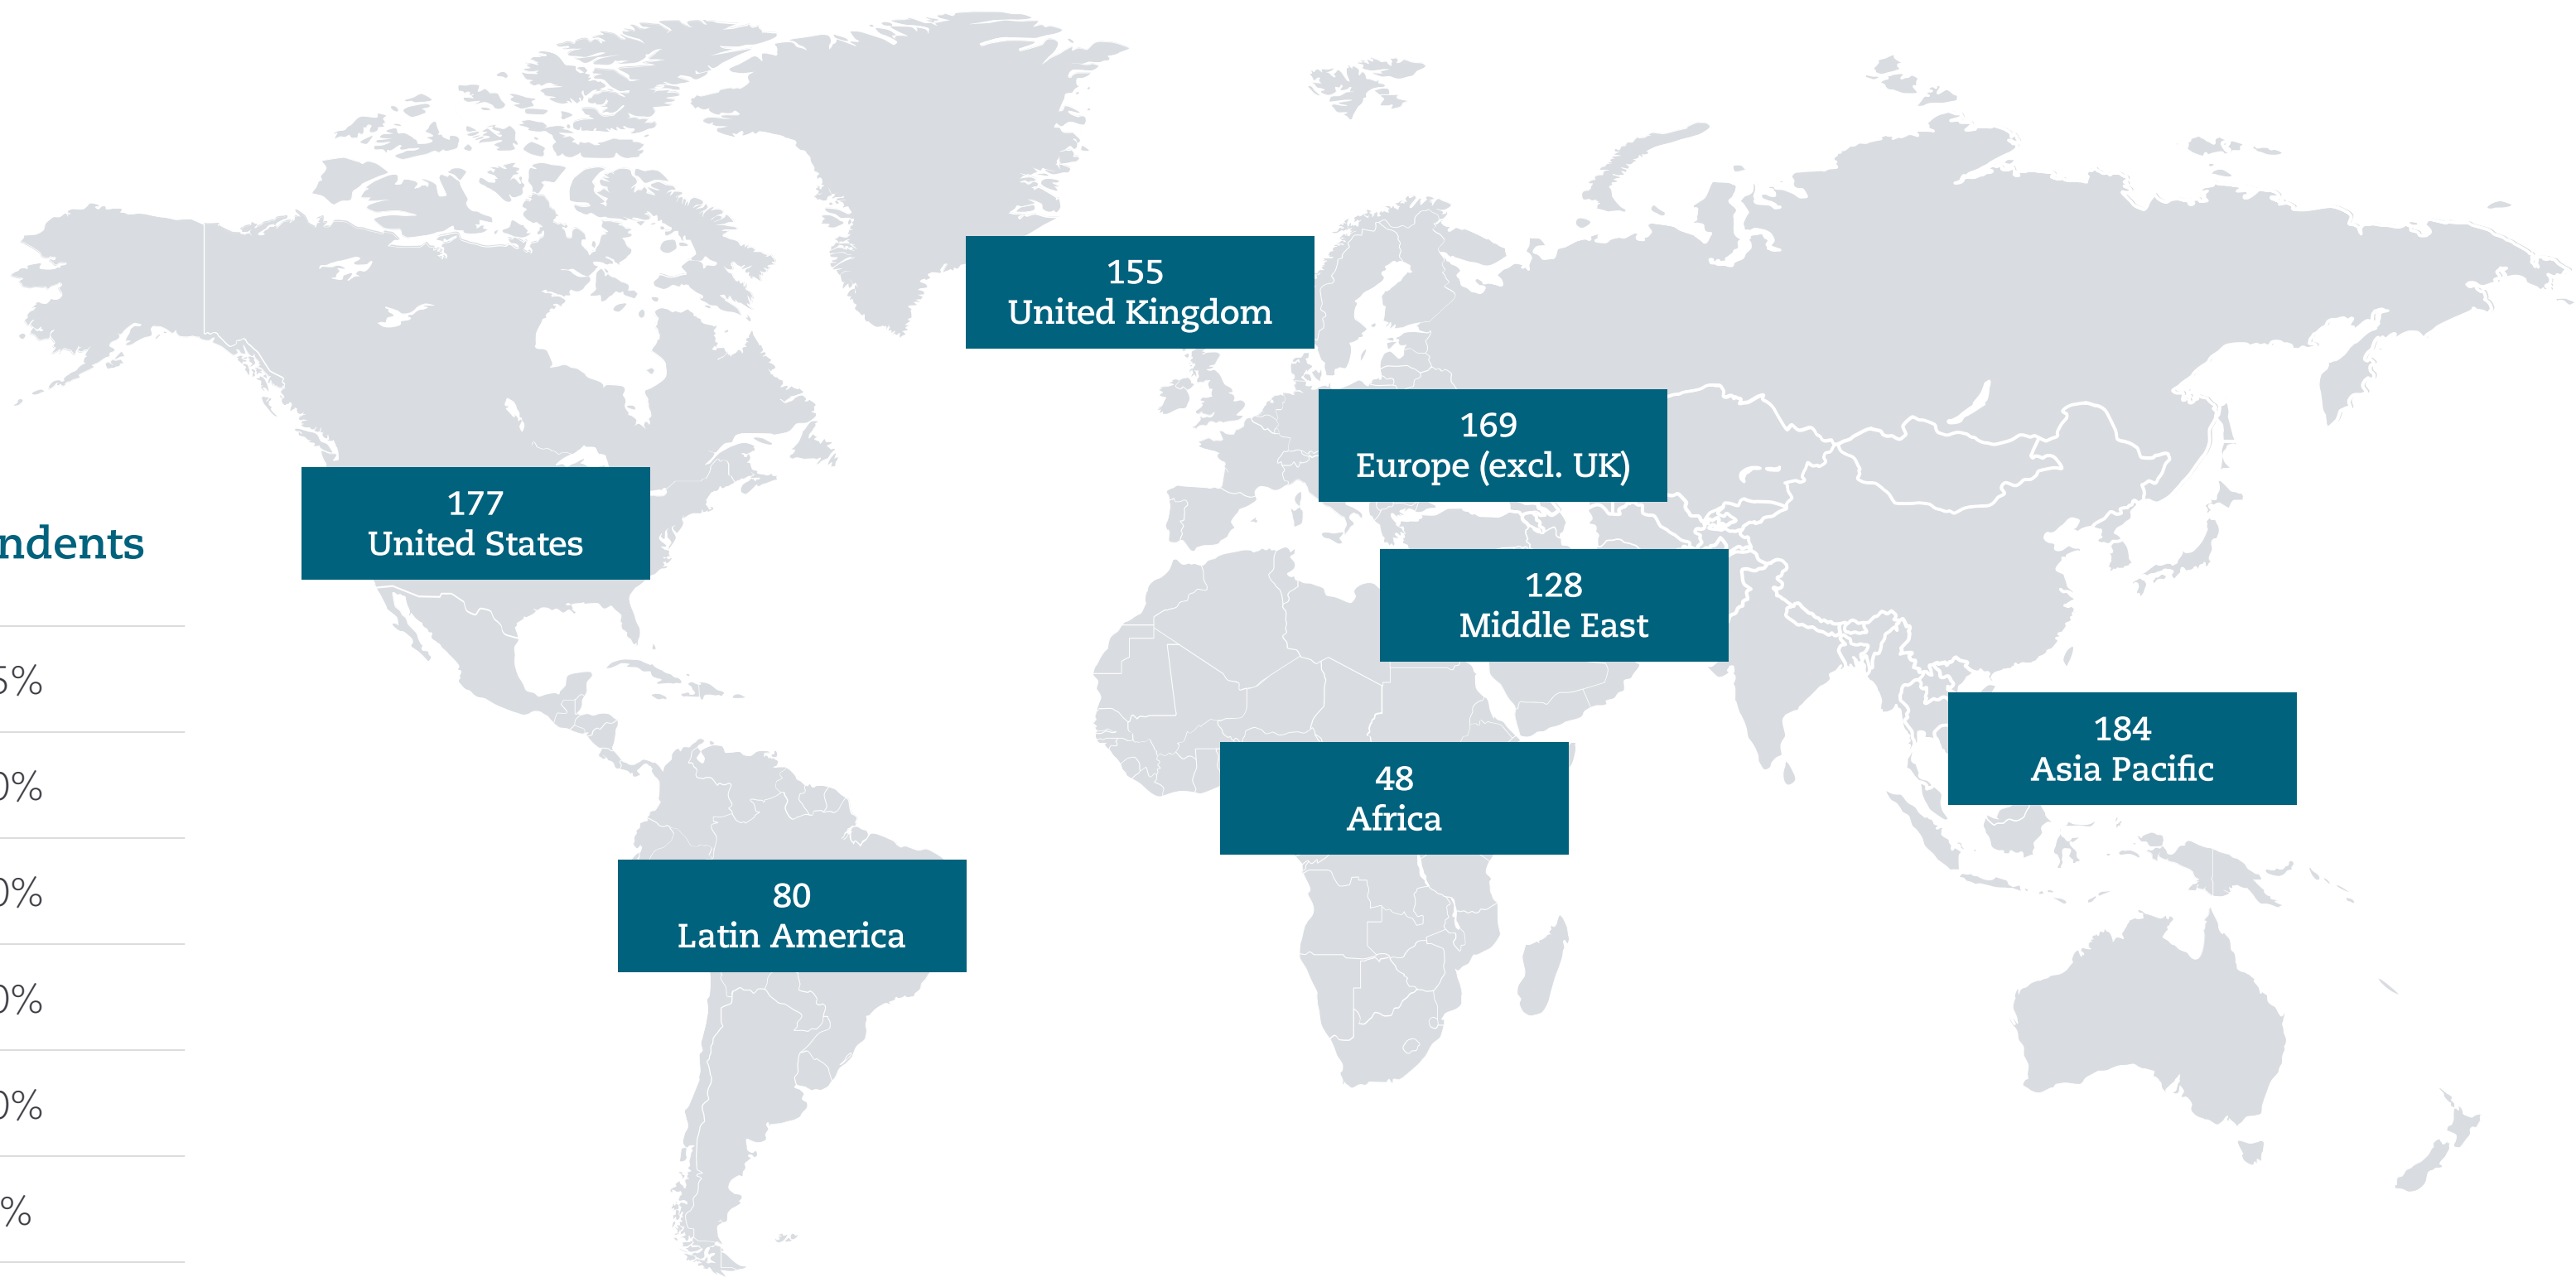 155
United Kingdom
169
Europe (excl. UK)
177
United States
128
Middle East
184
Asia Pacific
48
Africa
80
Latin America